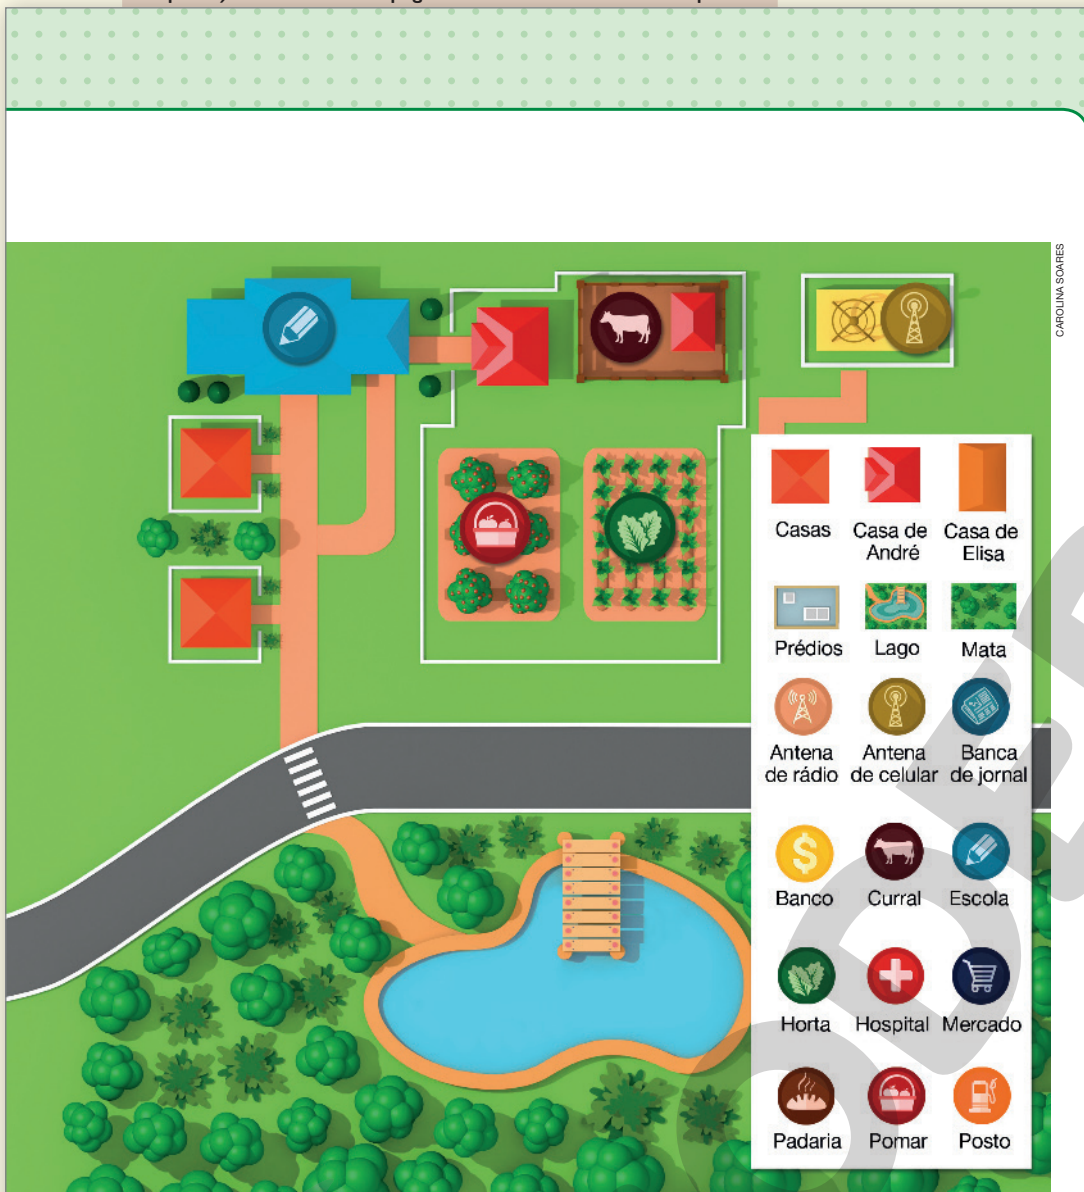 CAROLINA SOARES
Casas
Casa de
André
Casa de
Elisa
Prédios
Lago
Mata
Antena
de rádio
Antena
de celular
Banca
de jornal
$
Banco
Curral
Escola
Horta
Hospital
Mercado
Padaria
Pomar
Posto